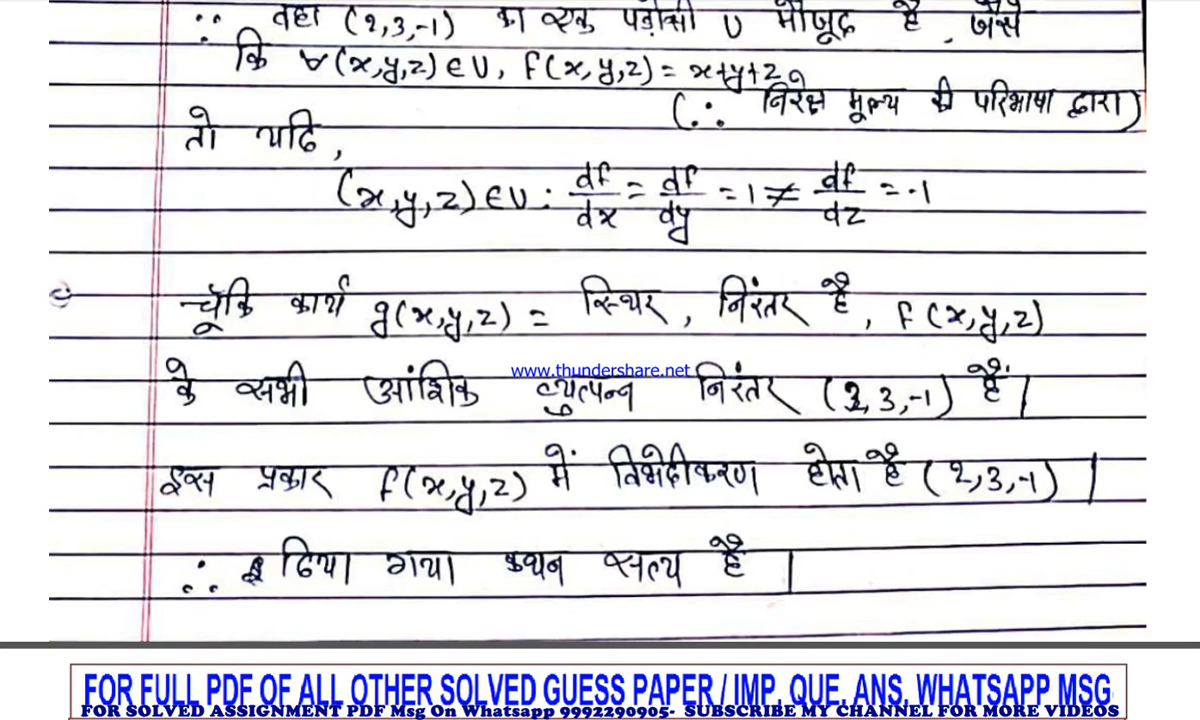 ∵ वहा (2,3,-1) का एक पड़ोसी U मौजूद है, जैसे
कि ∀(x,y,z)∈U, f(x,y,z) = x+y+z,
(∵ निरपेक्ष मूल्य की परिभाषा द्वारा)
तो यदि,
(x,y,z)∈U: df/dx = df/dy = 1 ≠ df/dz = -1
चूँकि कार्य g(x,y,z) = स्थिर, निरंतर है, f(x,y,z)
www.thundershare.net
के सभी आंशिक व्युत्पन्न निरंतर (2,3,-1) हैं।
इस प्रकार f(x,y,z) में विभेदीकरण होता है (2,3,-1)।
∴ दिया गया कथन सत्य है।
FOR FULL PDF OF ALL OTHER SOLVED GUESS PAPER / IMP. QUE. ANS. WHATSAPP MSG
FOR SOLVED ASSIGNMENT PDF Msg On Whatsapp 9992290905- SUBSCRIBE MY CHANNEL FOR MORE VIDEOS